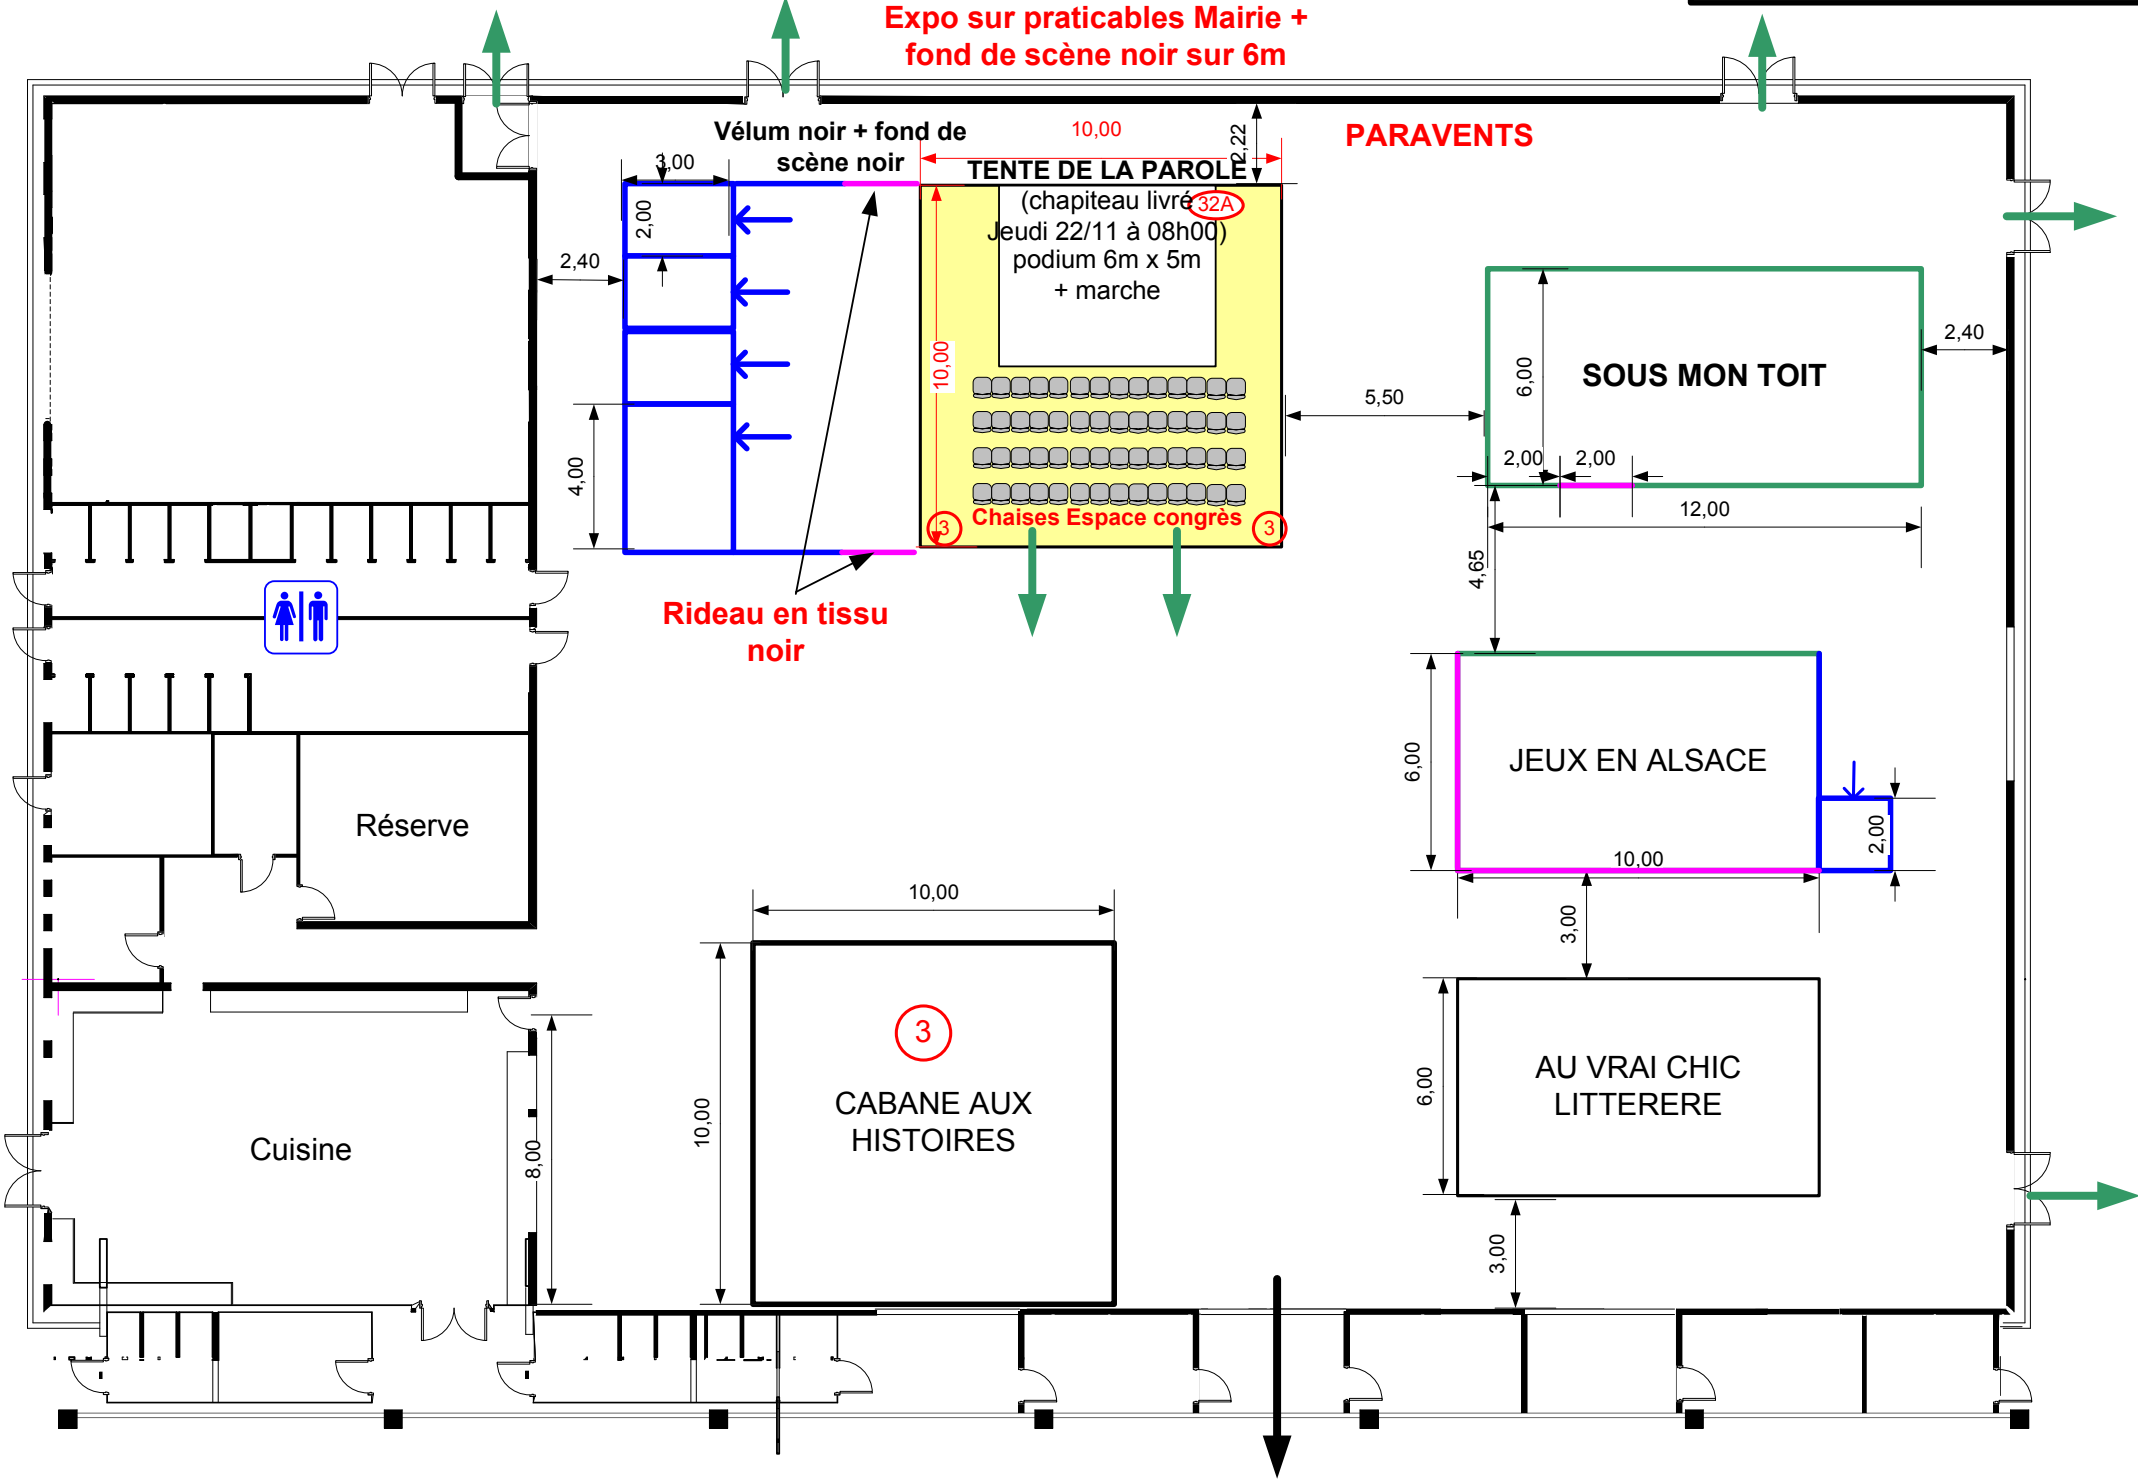 Expo sur praticables Mairie +
fond de scène noir sur 6m
Vélum noir + fond de
scène noir
10,00
2,22
PARAVENTS
3,00
2,00
TENTE DE LA PAROLE
(chapiteau livré
32A
Jeudi 22/11 à 08h00)
podium 6m x 5m
+ marche
2,40
10,00
4,00
Chaises Espace congrès
3
3
5,50
6,00
SOUS MON TOIT
2,40
2,00
2,00
12,00
4,65
Rideau en tissu
noir
6,00
JEUX EN ALSACE
2,00
10,00
3,00
Réserve
10,00
3
CABANE AUX
HISTOIRES
10,00
AU VRAI CHIC
LITTERERE
6,00
3,00
Cuisine
8,00